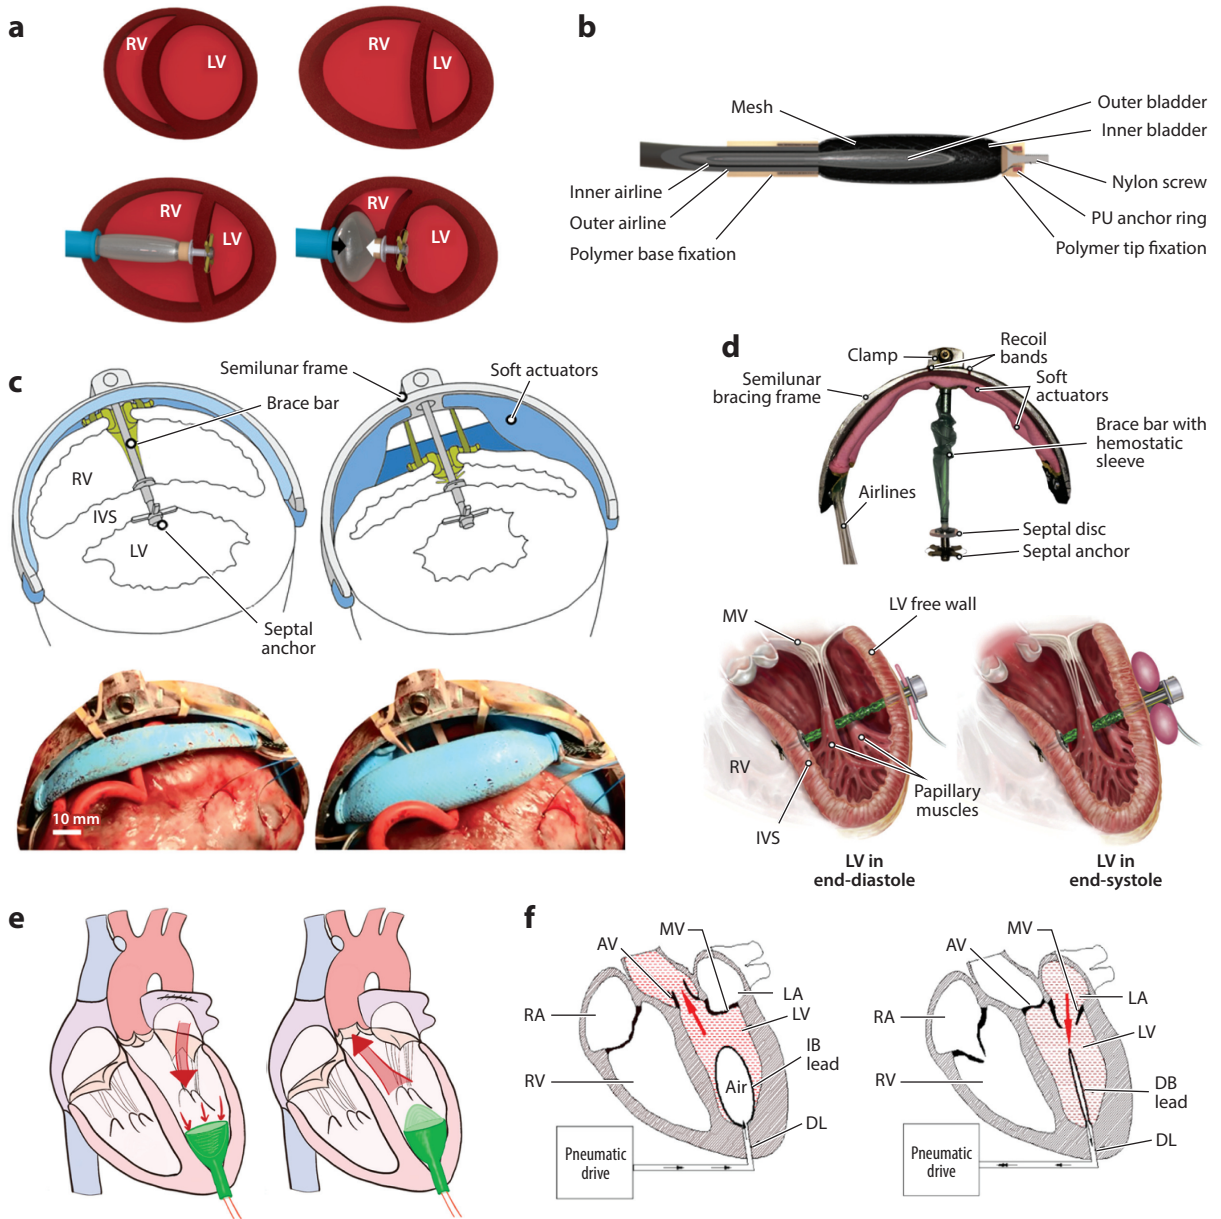 a
RV
LV
RV
LV
RV
LV
RV
LV
b
Mesh
Outer bladder
Inner bladder
Inner airline
Outer airline
Polymer base fixation
Nylon screw
PU anchor ring
Polymer tip fixation
c
Semilunar frame
Brace bar
Soft actuators
RV
IVS
LV
Septal
anchor
10 mm
d
Clamp
Recoil
bands
Semilunar
bracing frame
Soft
actuators
Brace bar with
hemostatic
sleeve
Airlines
Septal disc
Septal anchor
MV
LV free wall
RV
Papillary
muscles
IVS
LV in
end-diastole
LV in
end-systole
e
f
MV
AV
LA
LV
RA
IB
lead
RV
Air
DL
Pneumatic
drive
MV
AV
LA
RA
LV
RV
DB
lead
DL
Pneumatic
drive